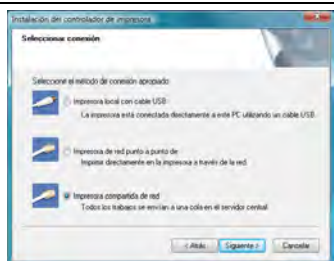 Instalación del controlador de impresora
Seleccionar conexión
Seleccione el método de conexión apropiado:
Impresora local con cable USB
La impresora está conectada directamente a este PC utilizando un cable USB.
Impresora de red punto a punto de
Imprimir directamente en la impresora a través de la red.
Impresora compartida de red
Todos los trabajos se envían a una cola en el servidor central.
< Atrás
Siguiente >
Cancelar